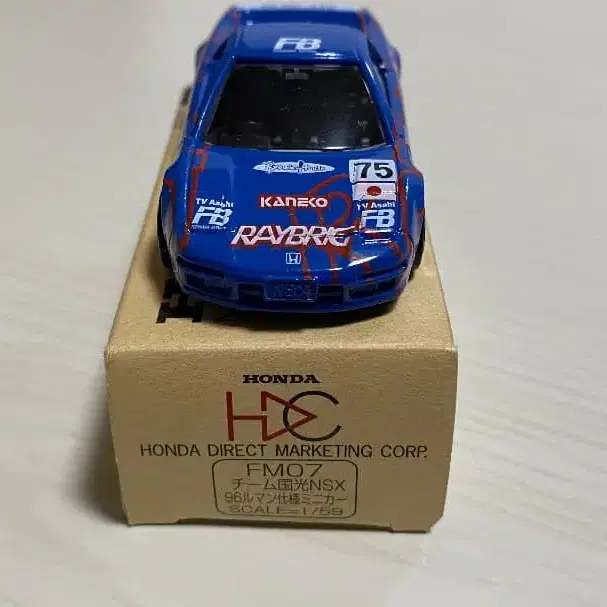 FB
75
KANEKO
TV Asahi
FB
TV Asahi
FB
RAYBRIG
NSX
HONDA
HDC
HONDA DIRECT MARKETING CORP.
FM07
チーム国光NSX
96ルマン仕様ミニカー
SCALE=1/59